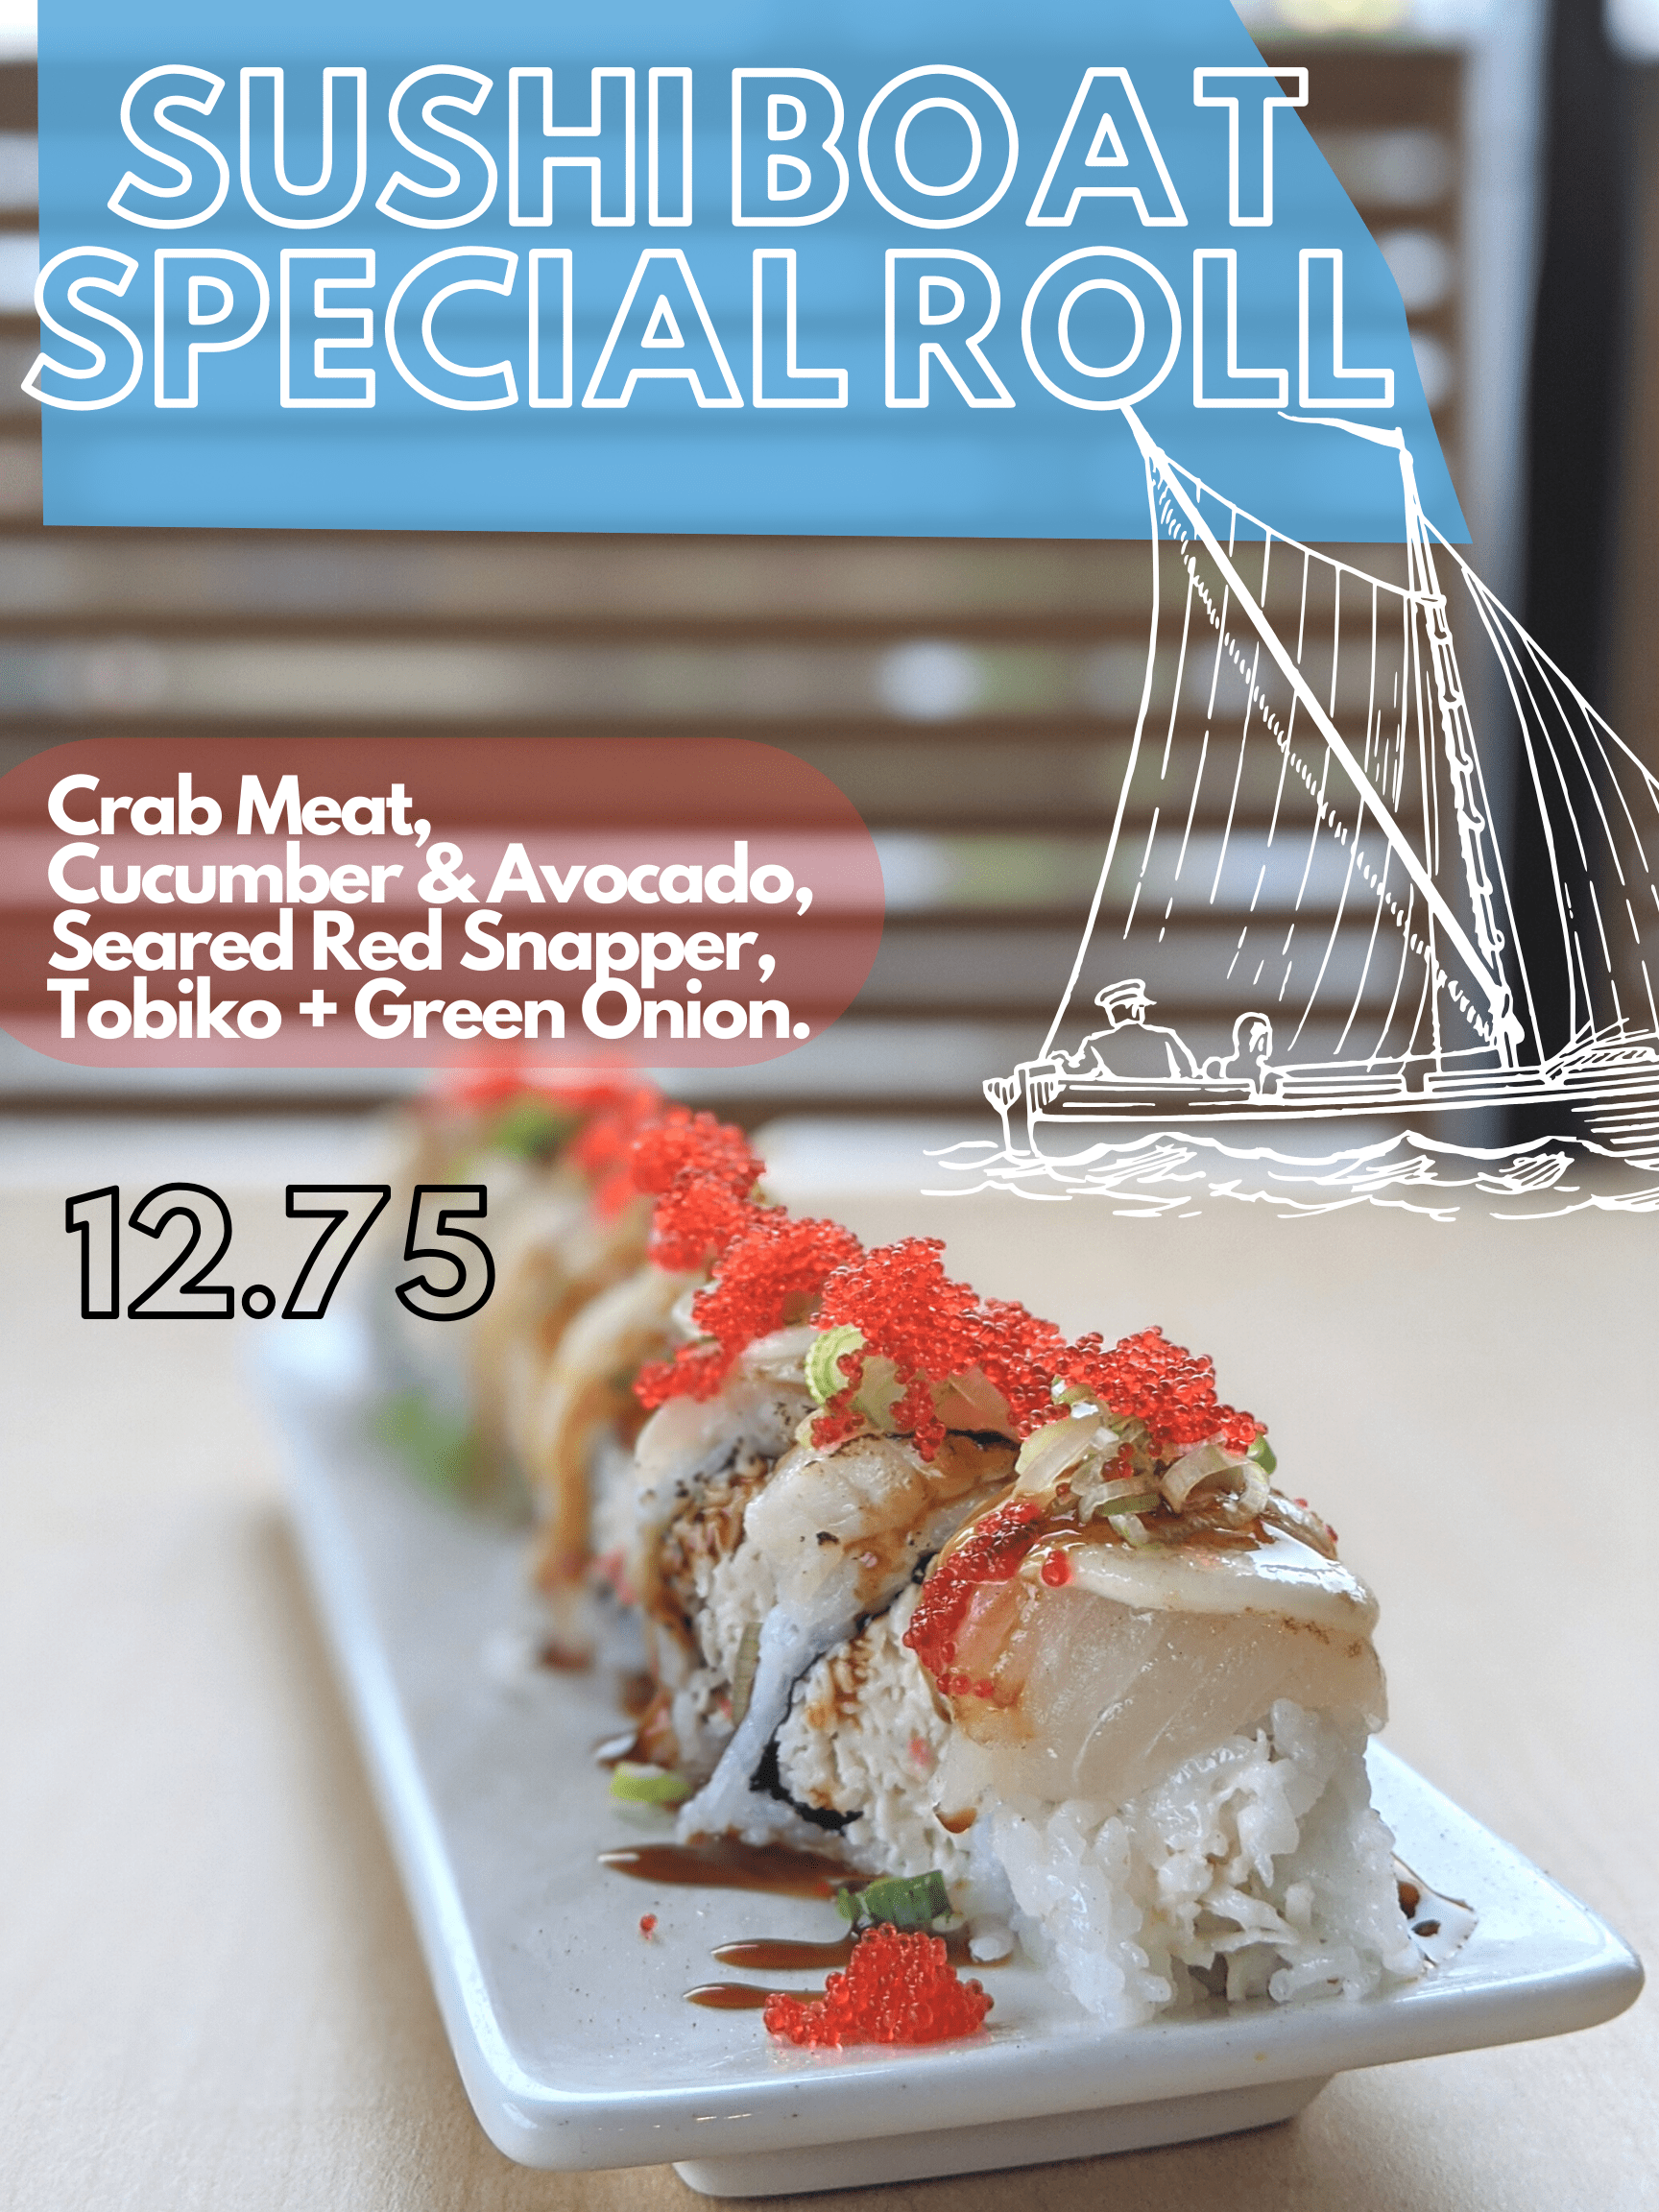 SUSHI BOAT
SPECIAL ROLL
Crab Meat,
Cucumber & Avocado,
Seared Red Snapper,
Tobiko + Green Onion.
12.75